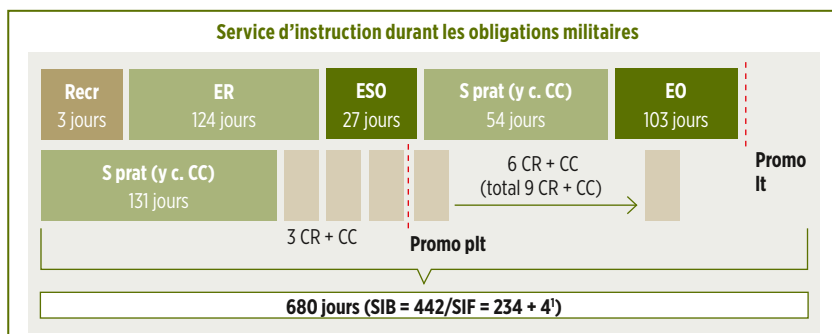 Service d'instruction durant les obligations militaires
Recr
3 jours
ER
124 jours
ESO
27 jours
S prat (y c. CC)
54 jours
EO
103 jours
S prat (y c. CC)
131 jours
3 CR + CC
Promo plt
6 CR + CC
(total 9 CR + CC)
Promo
lt
680 jours (SIB = 442/SIF = 234 + 4¹)